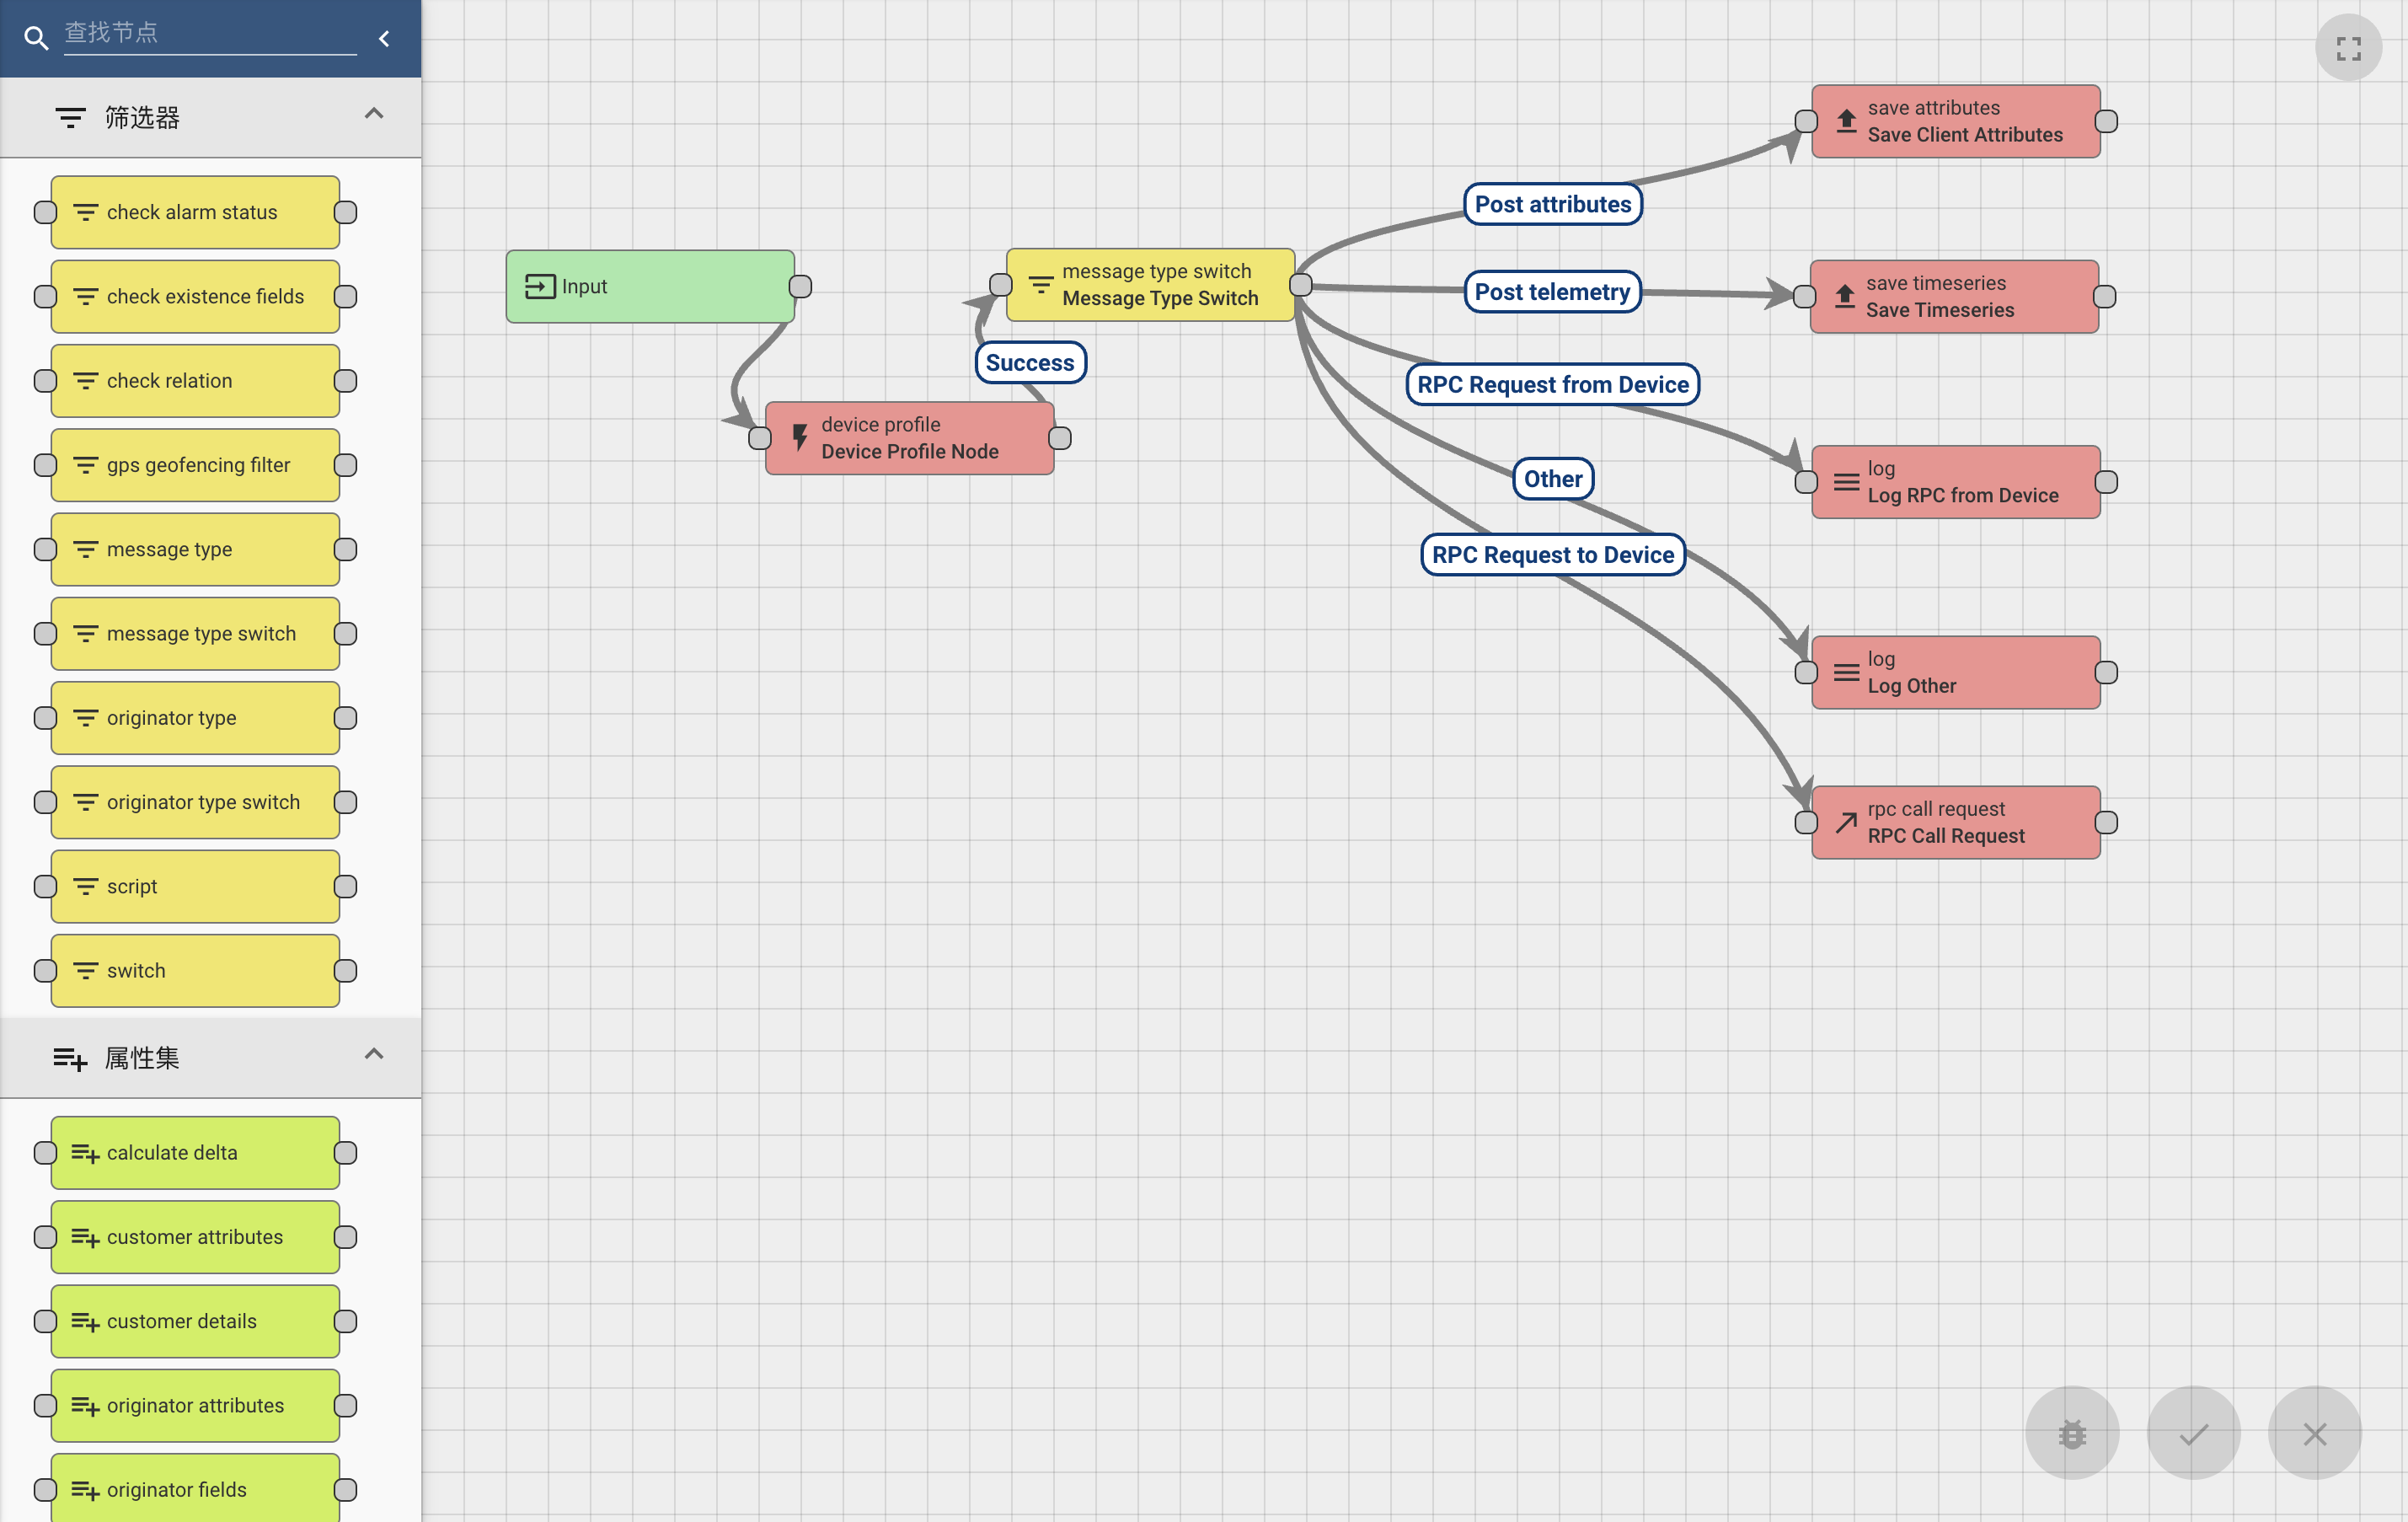 查找节点
筛选器
check alarm status
check existence fields
check relation
gps geofencing filter
message type
message type switch
originator type
originator type switch
script
switch
属性集
calculate delta
customer attributes
customer details
originator attributes
originator fields
Input
device profile
Device Profile Node
Success
message type switch
Message Type Switch
Post attributes
Post telemetry
RPC Request from Device
Other
RPC Request to Device
save attributes
Save Client Attributes
save timeseries
Save Timeseries
log
Log RPC from Device
log
Log Other
rpc call request
RPC Call Request